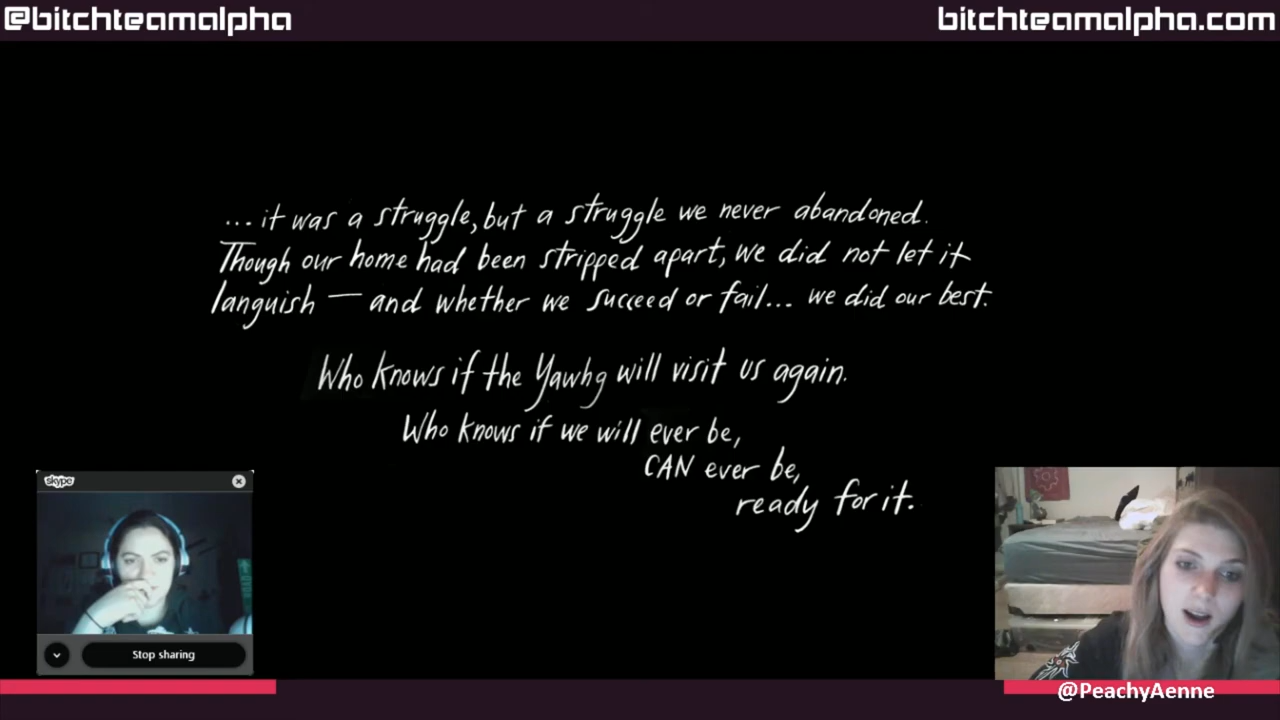 @bitchteamalpha
bitchteamalpha.com
...it was a struggle, but a struggle we never abandoned.
Though our home had been stripped apart, we did not let it
languish — and whether we succeed or fail... we did our best.
Who knows if the Yawhg will visit us again.
Who knows if we will ever be,
CAN ever be,
ready for it.
skype
Stop sharing
@PeachyAenne